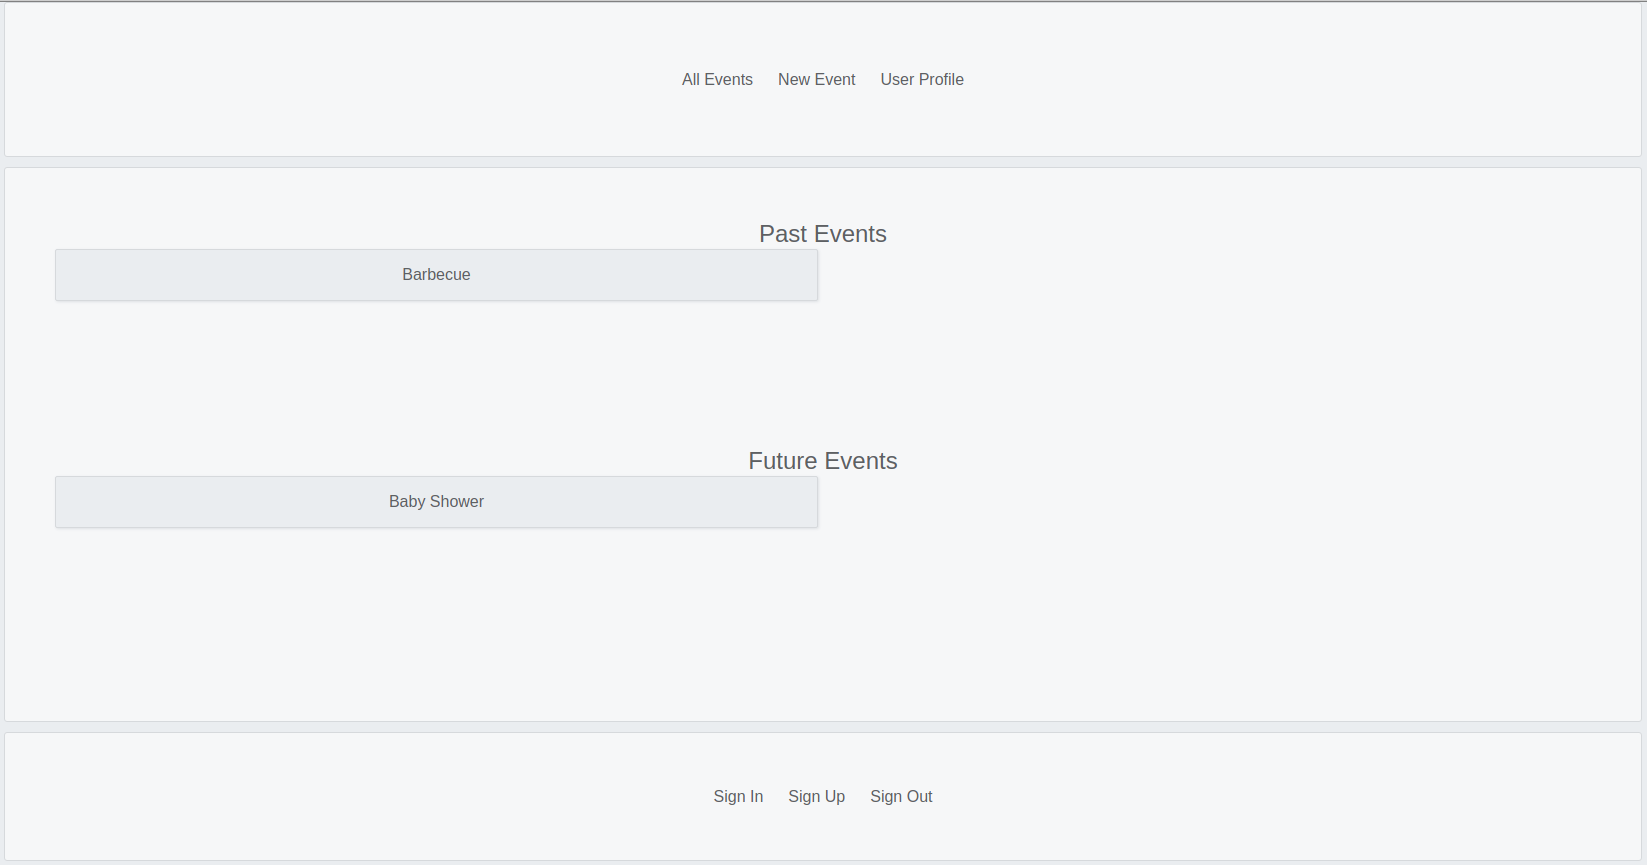 All Events New Event User Profile
Past Events
Barbecue
Future Events
Baby Shower
Sign In Sign Up Sign Out